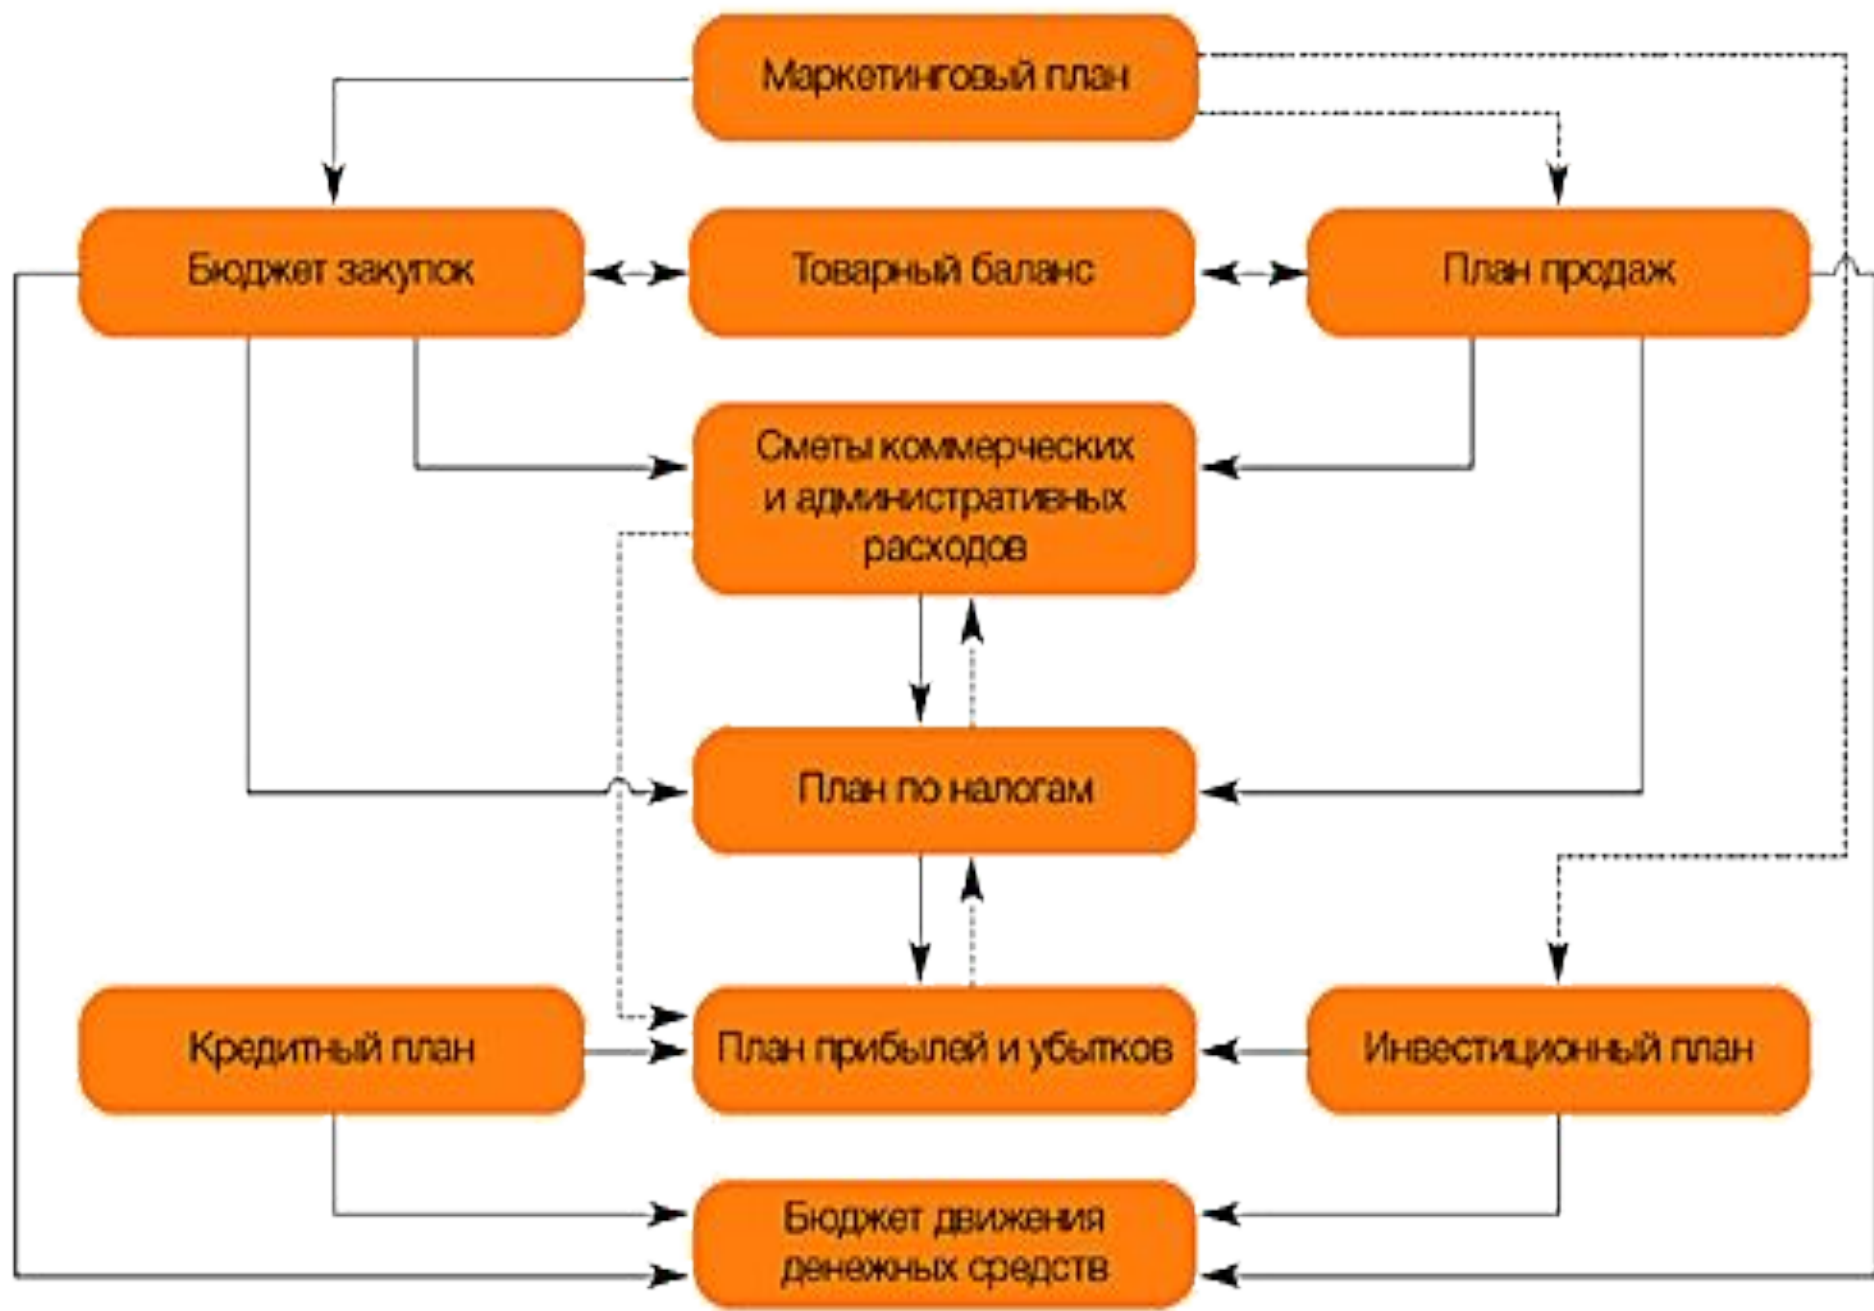 Маркетинговый план
Бюджет закупок
Товарный баланс
План продаж
Сметы коммерческих
и административных
расходов
План по налогам
Кредитный план
План прибылей и убытков
Инвестиционный план
Бюджет движения
денежных средств